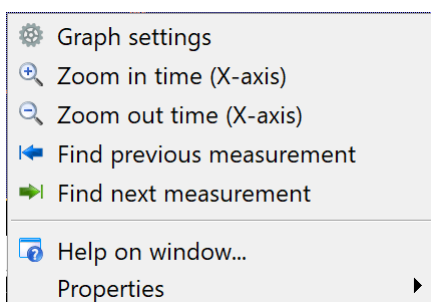 Graph settings
Zoom in time (X-axis)
Zoom out time (X-axis)
Find previous measurement
Find next measurement
Help on window...
Properties